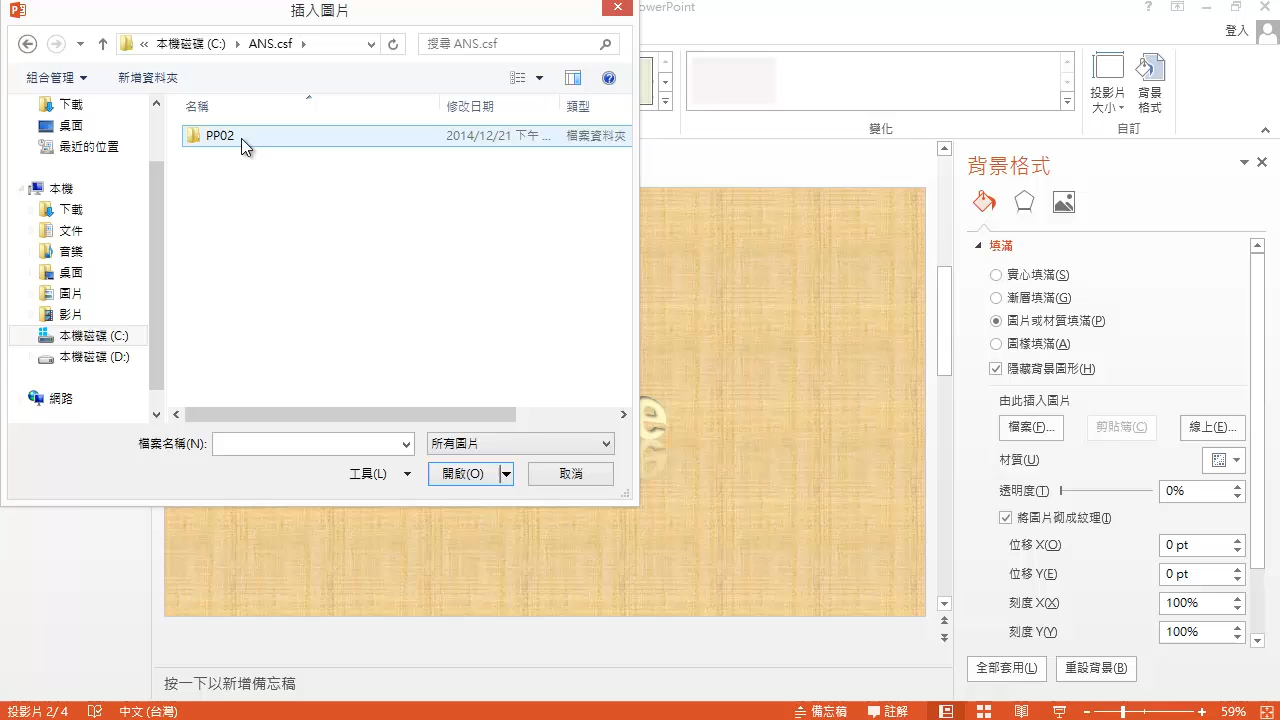 插入圖片
PowerPoint
登入
« 本機磁碟 (C:) ▸ ANS.csf ▸
搜尋 ANS.csf
組合管理
新增資料夾
名稱
修改日期
類型
PP02
2014/12/21 下午 ...
檔案資料夾
下載
桌面
最近的位置
本機
下載
文件
音樂
桌面
圖片
影片
本機磁碟 (C:)
本機磁碟 (D:)
網路
檔案名稱(N):
所有圖片
工具(L)
開啟(O)
取消
投影片
大小
背景
格式
變化
自訂
背景格式
填滿
實心填滿(S)
漸層填滿(G)
圖片或材質填滿(P)
圖樣填滿(A)
隱藏背景圖形(H)
由此插入圖片
檔案(F)...
剪貼簿(C)
線上(E)...
材質(U)
透明度(T)
0%
將圖片砌成紋理(I)
位移 X(O)
0 pt
位移 Y(E)
0 pt
刻度 X(X)
100%
刻度 Y(Y)
100%
全部套用(L)
重設背景(B)
按一下以新增備忘稿
投影片 2/4
中文 (台灣)
備忘稿
註解
59%